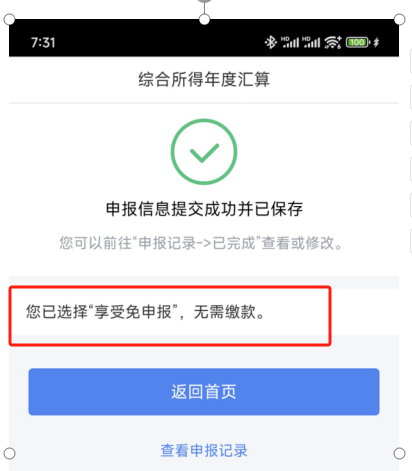 7:31
HD HD 100
综合所得年度汇算
申报信息提交成功并已保存
您可以前往“申报记录->已完成”查看或修改。
您已选择“享受免申报”，无需缴款。
返回首页
查看申报记录